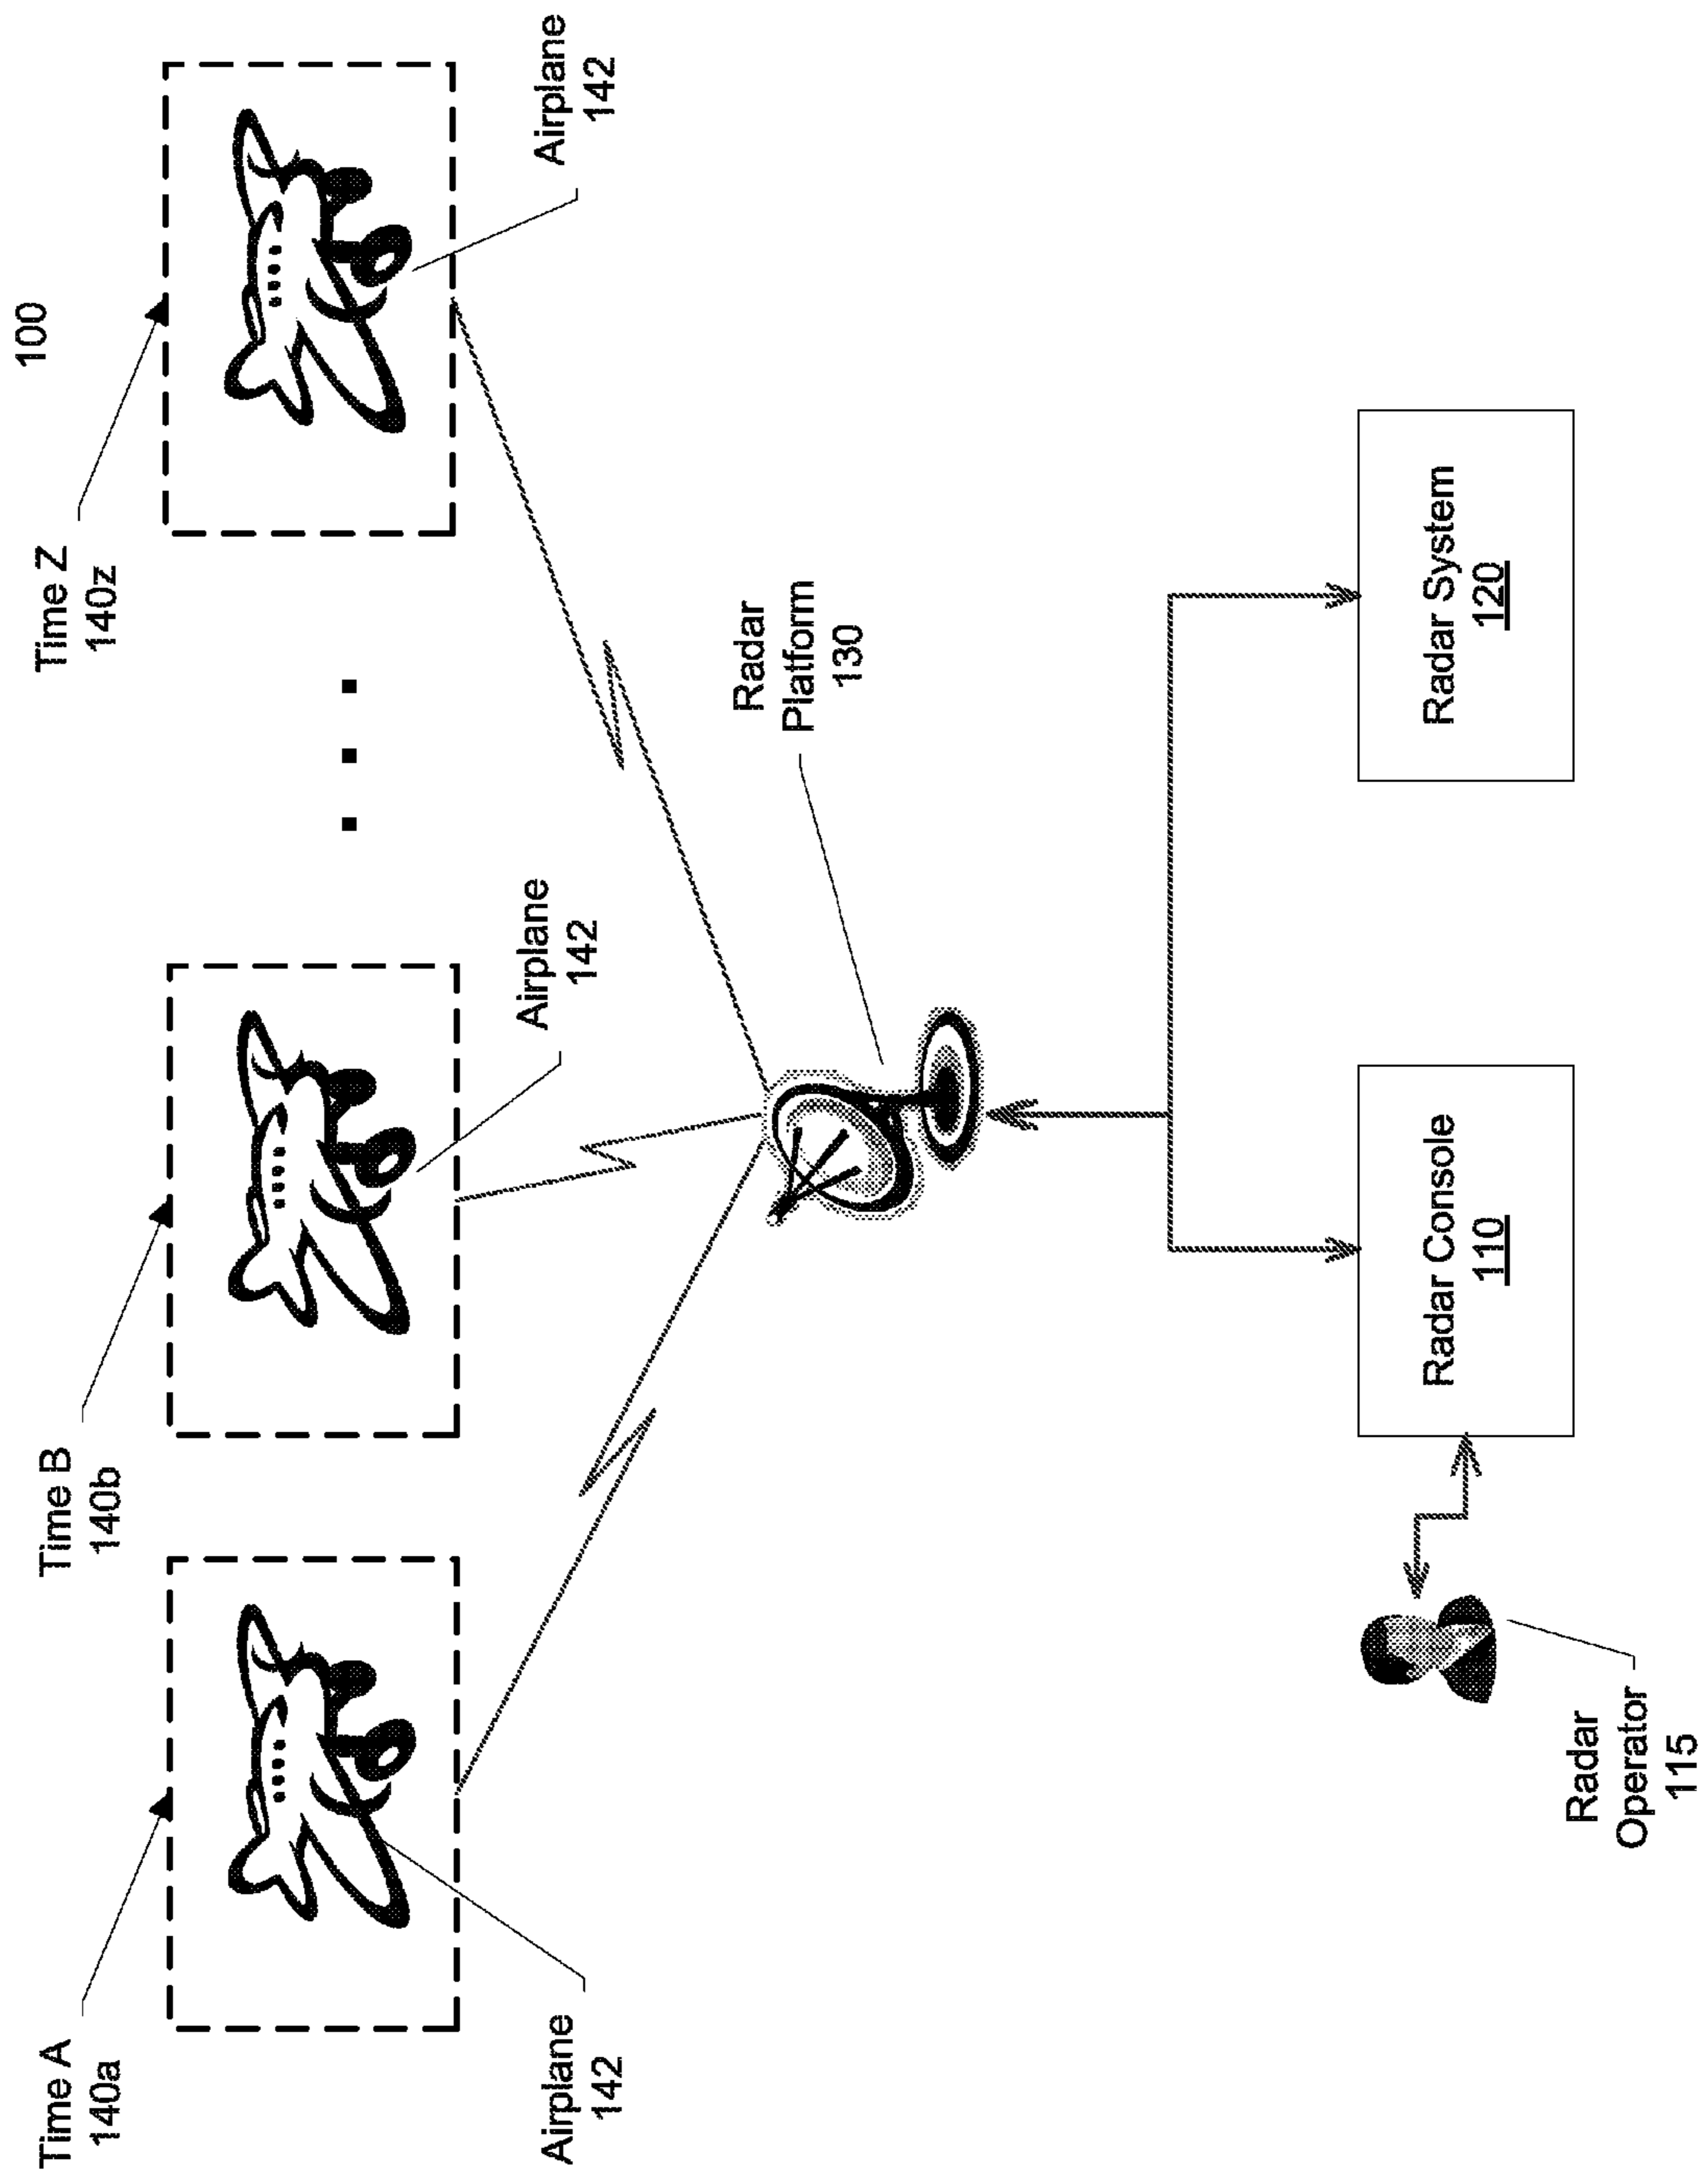 100
Time A
140a
Time B
140b
Time Z
140z
Airplane
142
Airplane
142
Airplane
142
Radar
Platform
130
Radar Console
110
Radar System
120
Radar
Operator
115